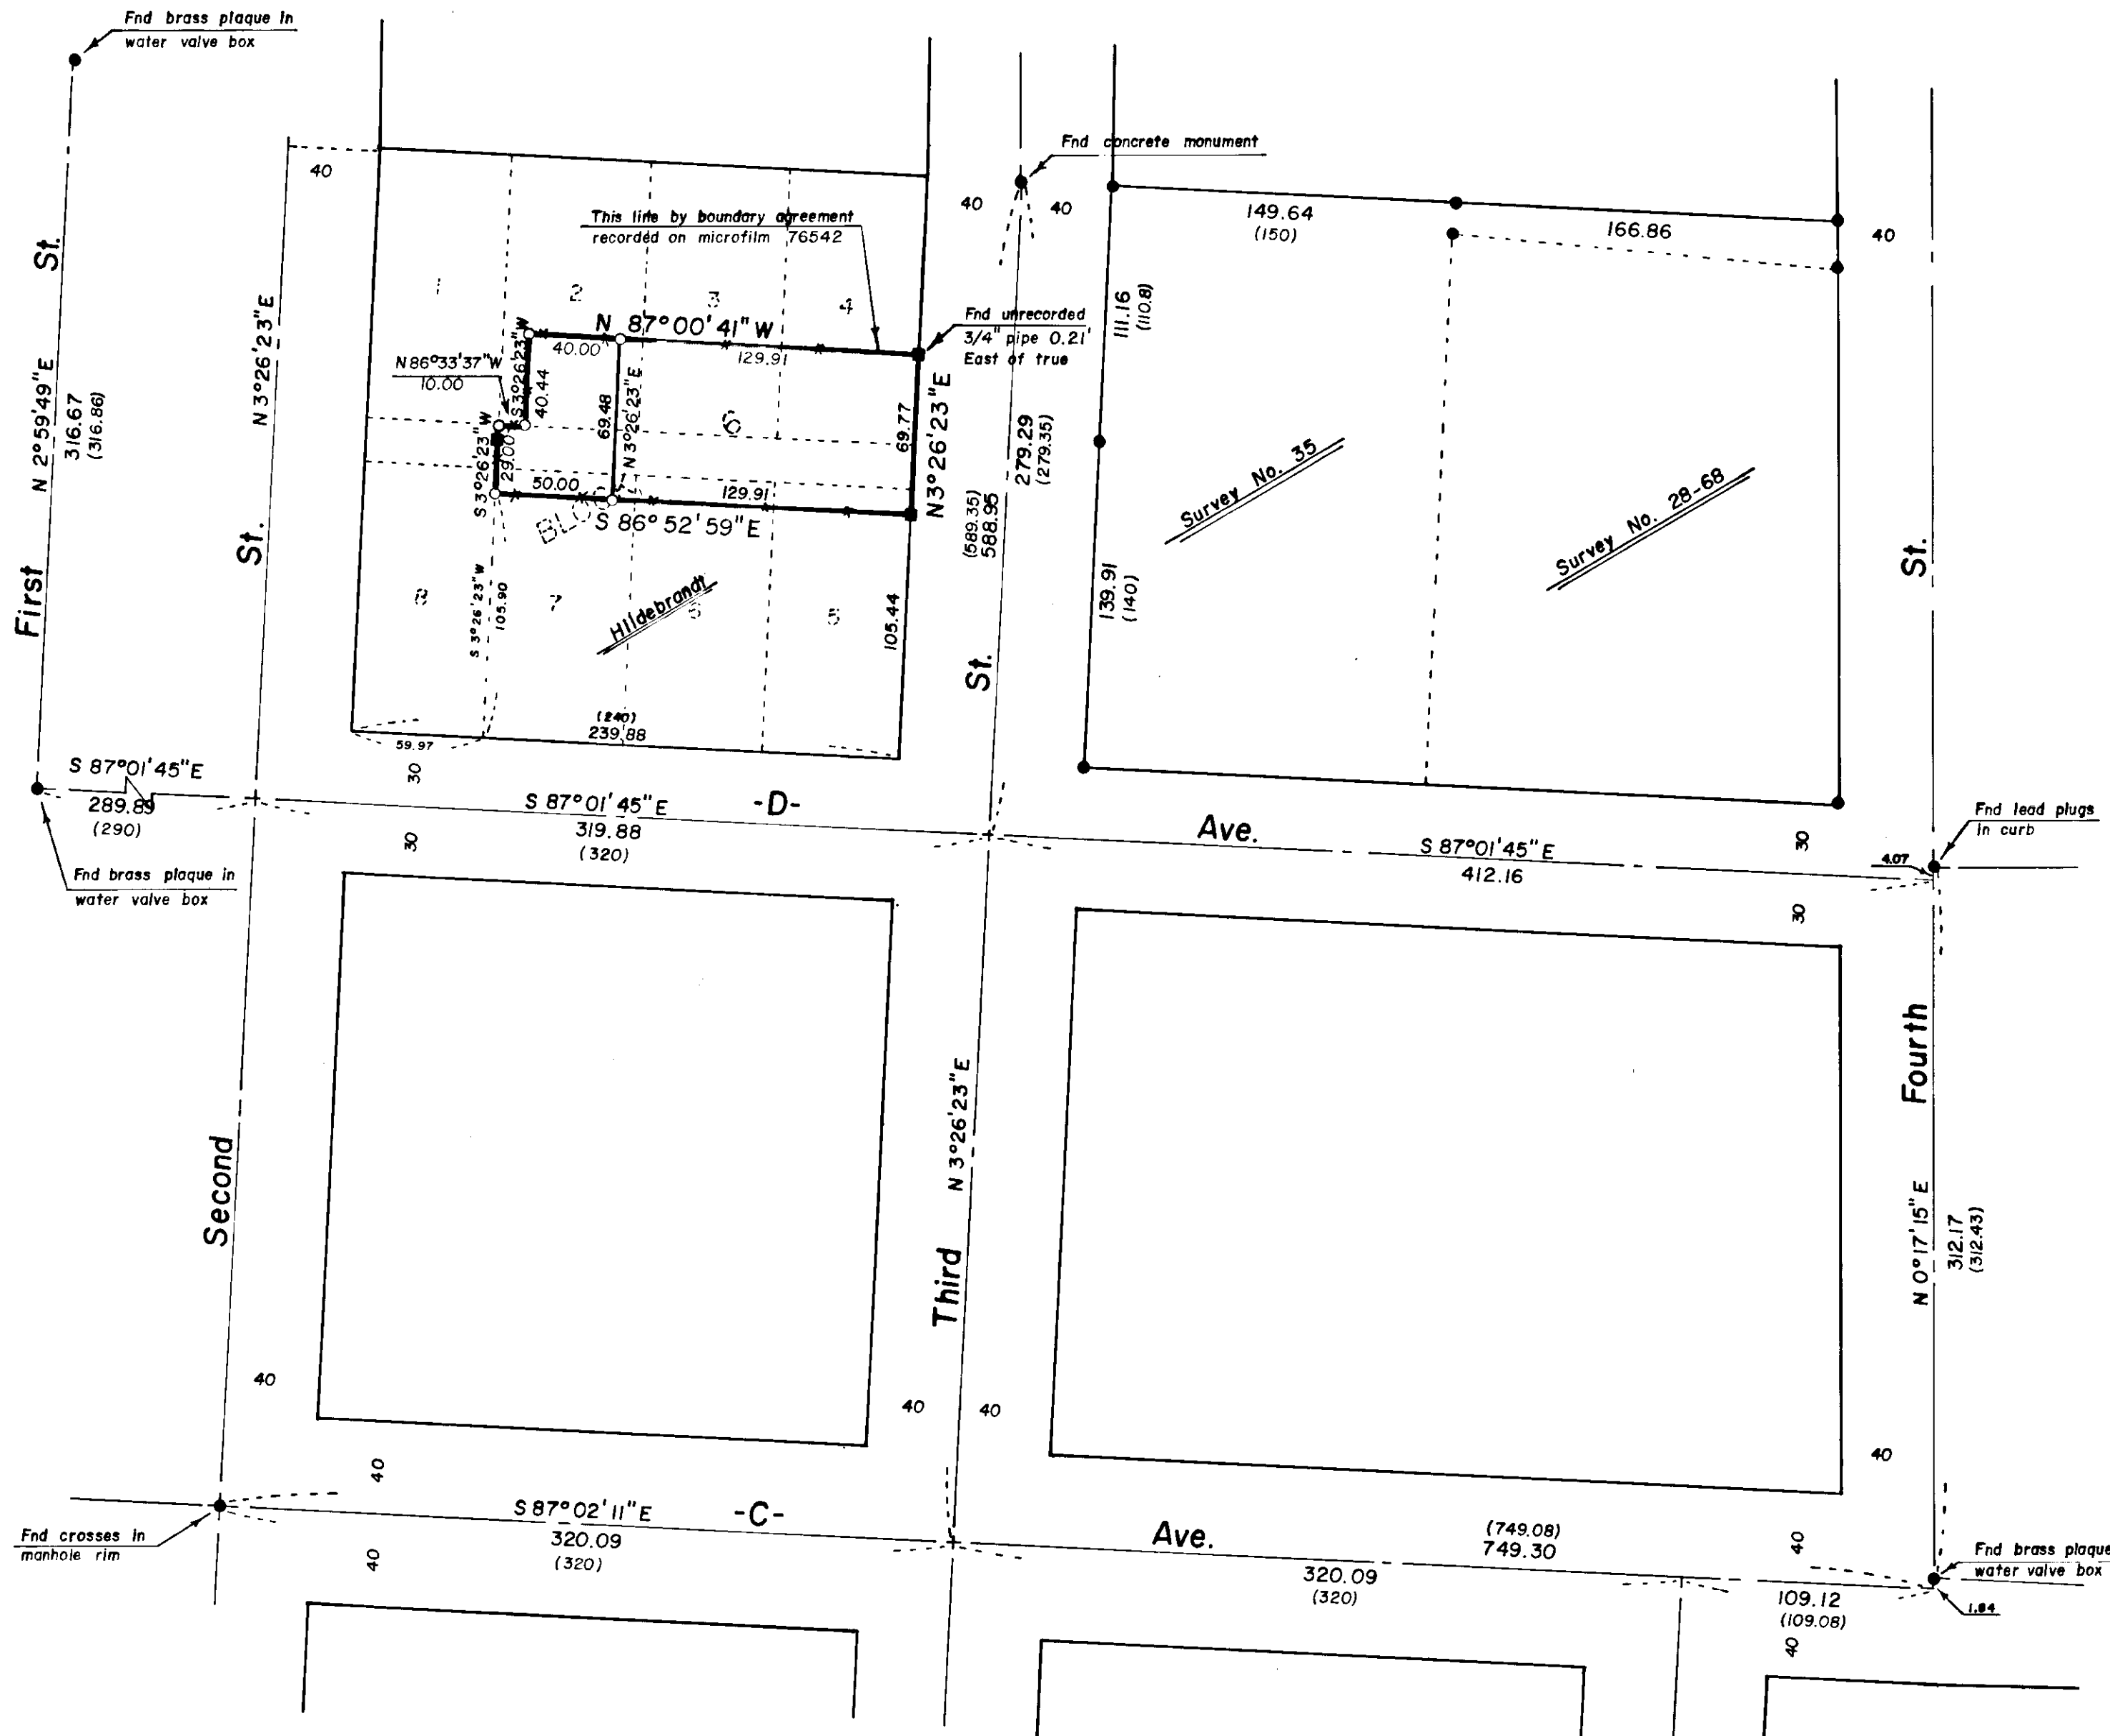 Fnd brass plaque in
water valve box
First St.
N 2°59'49"E
316.67
(316.86)
N 3°26'23"E
Second St.
40
This line by boundary agreement
recorded on microfilm 76542
1
2
3
4
N 87°00'41" W
40.00
129.91
N 86°33'37" W
10.00
S 3°26'23" W
40.44
69.48
N 3°26'23" E
6
69.77
S 3°26'23" W
29.00
50.00
129.91
S 86° 52' 59" E
S 3°26'23" W
105.90
8
7
5
Hildebrandt
105.44
(240)
239.88
59.97
30
Fnd concrete monument
40
40
Fnd unrecorded
3/4" pipe 0.21'
East of true
N3°26'23"E
279.29
(279.35)
(589.35)
588.95
111.16
(110.8)
139.91
(140)
149.64
(150)
166.86
40
Survey No. 35
Survey No. 28-68
S 87°01'45"E
289.89
(290)
Fnd brass plaque in
water valve box
S 87°01'45"E -D- Ave.
319.88
(320)
30
S 87°01'45"E
412.16
30
4.07
30
Fnd lead plugs
in curb
Third St.
N 3°26'23"E
Fourth St.
N 0°17'15"E
312.17
(312.43)
40
40
40
40
40
Fnd crosses in
manhole rim
S 87°02'11"E -C- Ave.
320.09
(320)
40
(749.08)
749.30
320.09
(320)
40
109.12
(109.08)
40
Fnd brass plaque
water valve box
1.84